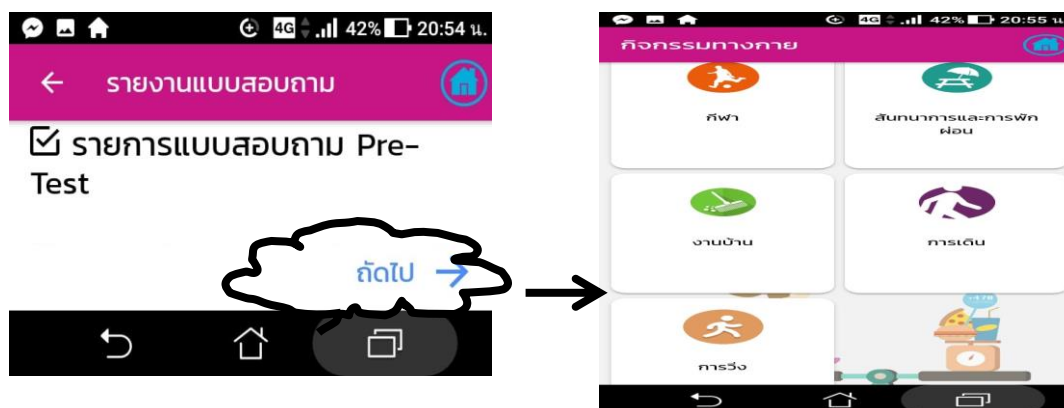 4G 42% 20:54 น.
รายงานแบบสอบถาม
รายการแบบสอบถาม Pre-
Test
ถัดไป
4G 42% 20:55 น
กิจกรรมทางกาย
กีฬา
สันทนาการและการพัก
ผ่อน
งานบ้าน
การเดิน
การวิ่ง